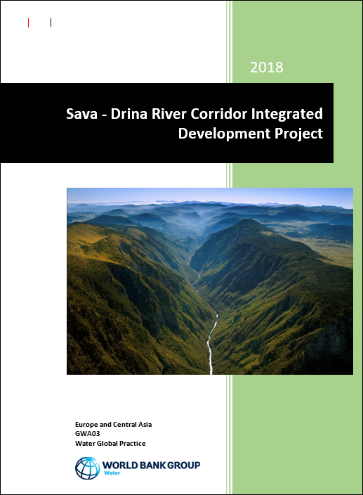 2018
Sava - Drina River Corridor Integrated
Development Project
Europe and Central Asia
GWA03
Water Global Practice
WORLD BANK GROUP
Water